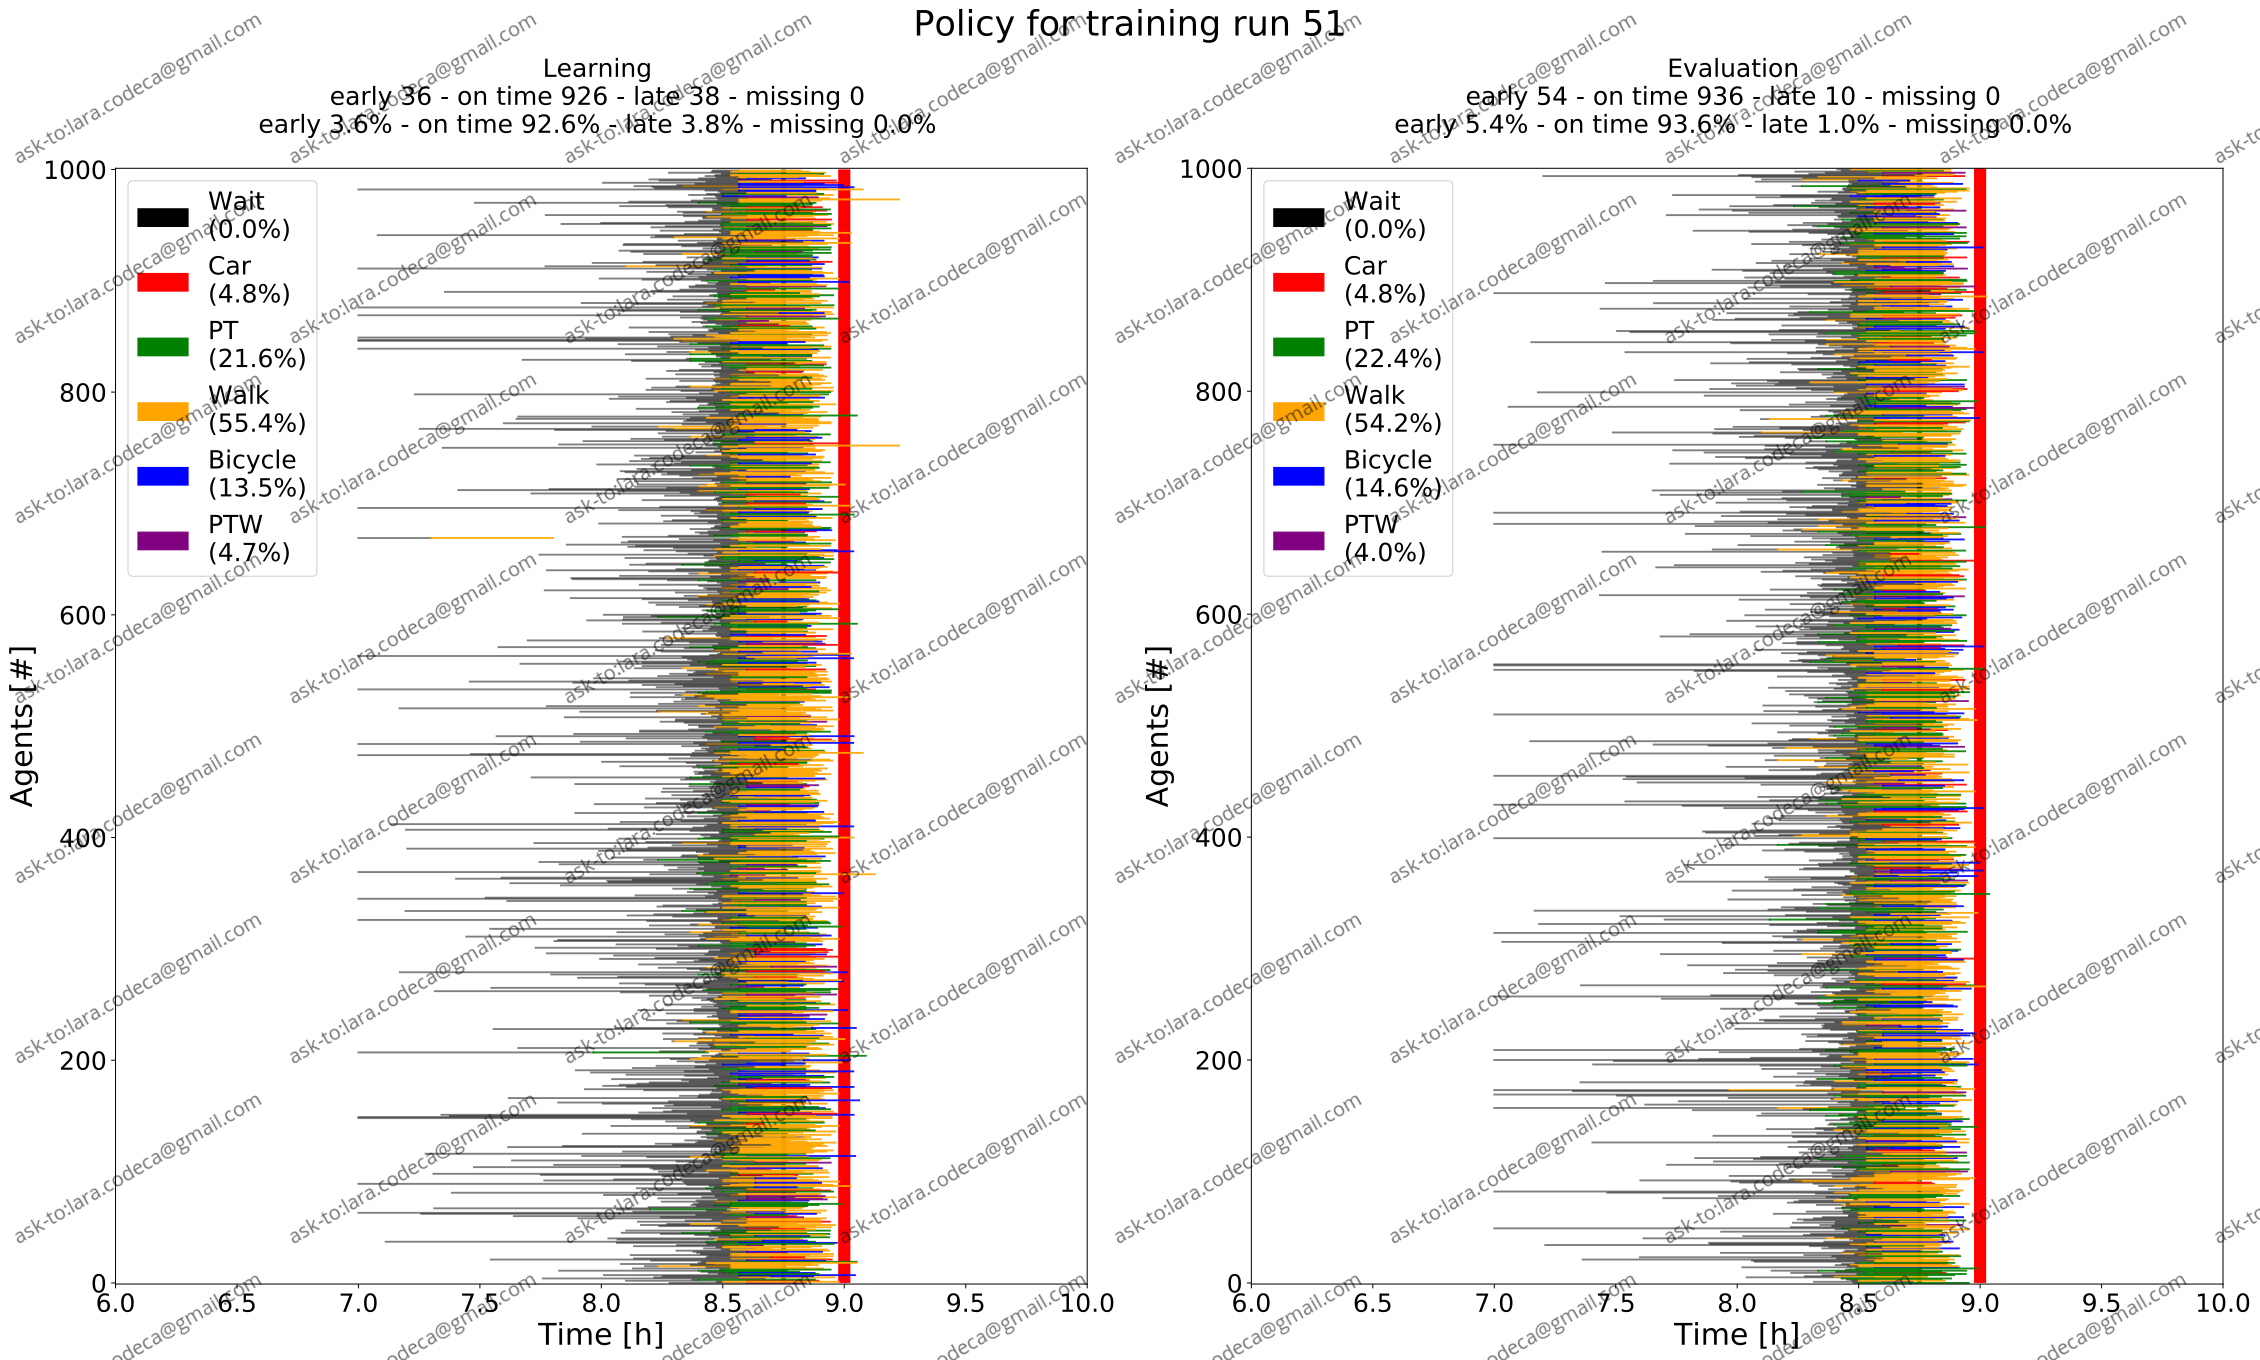 Policy for training run 51
Learning
early 36 - on time 926 - late 38 - missing 0
early 3.6% - on time 92.6% - late 3.8% - missing 0.0%
1000
800
600
400
200
0
Agents [#]
Wait
(0.0%)
Car
(4.8%)
PT
(21.6%)
Walk
(55.4%)
Bicycle
(13.5%)
PTW
(4.7%)
6.0 6.5 7.0 7.5 8.0 8.5 9.0 9.5 10.0
Time [h]
Evaluation
early 54 - on time 936 - late 10 - missing 0
early 5.4% - on time 93.6% - late 1.0% - missing 0.0%
1000
800
600
400
200
0
Agents [#]
Wait
(0.0%)
Car
(4.8%)
PT
(22.4%)
Walk
(54.2%)
Bicycle
(14.6%)
PTW
(4.0%)
6.0 6.5 7.0 7.5 8.0 8.5 9.0 9.5 10.0
Time [h]
ask-to:lara.codeca@gmail.com